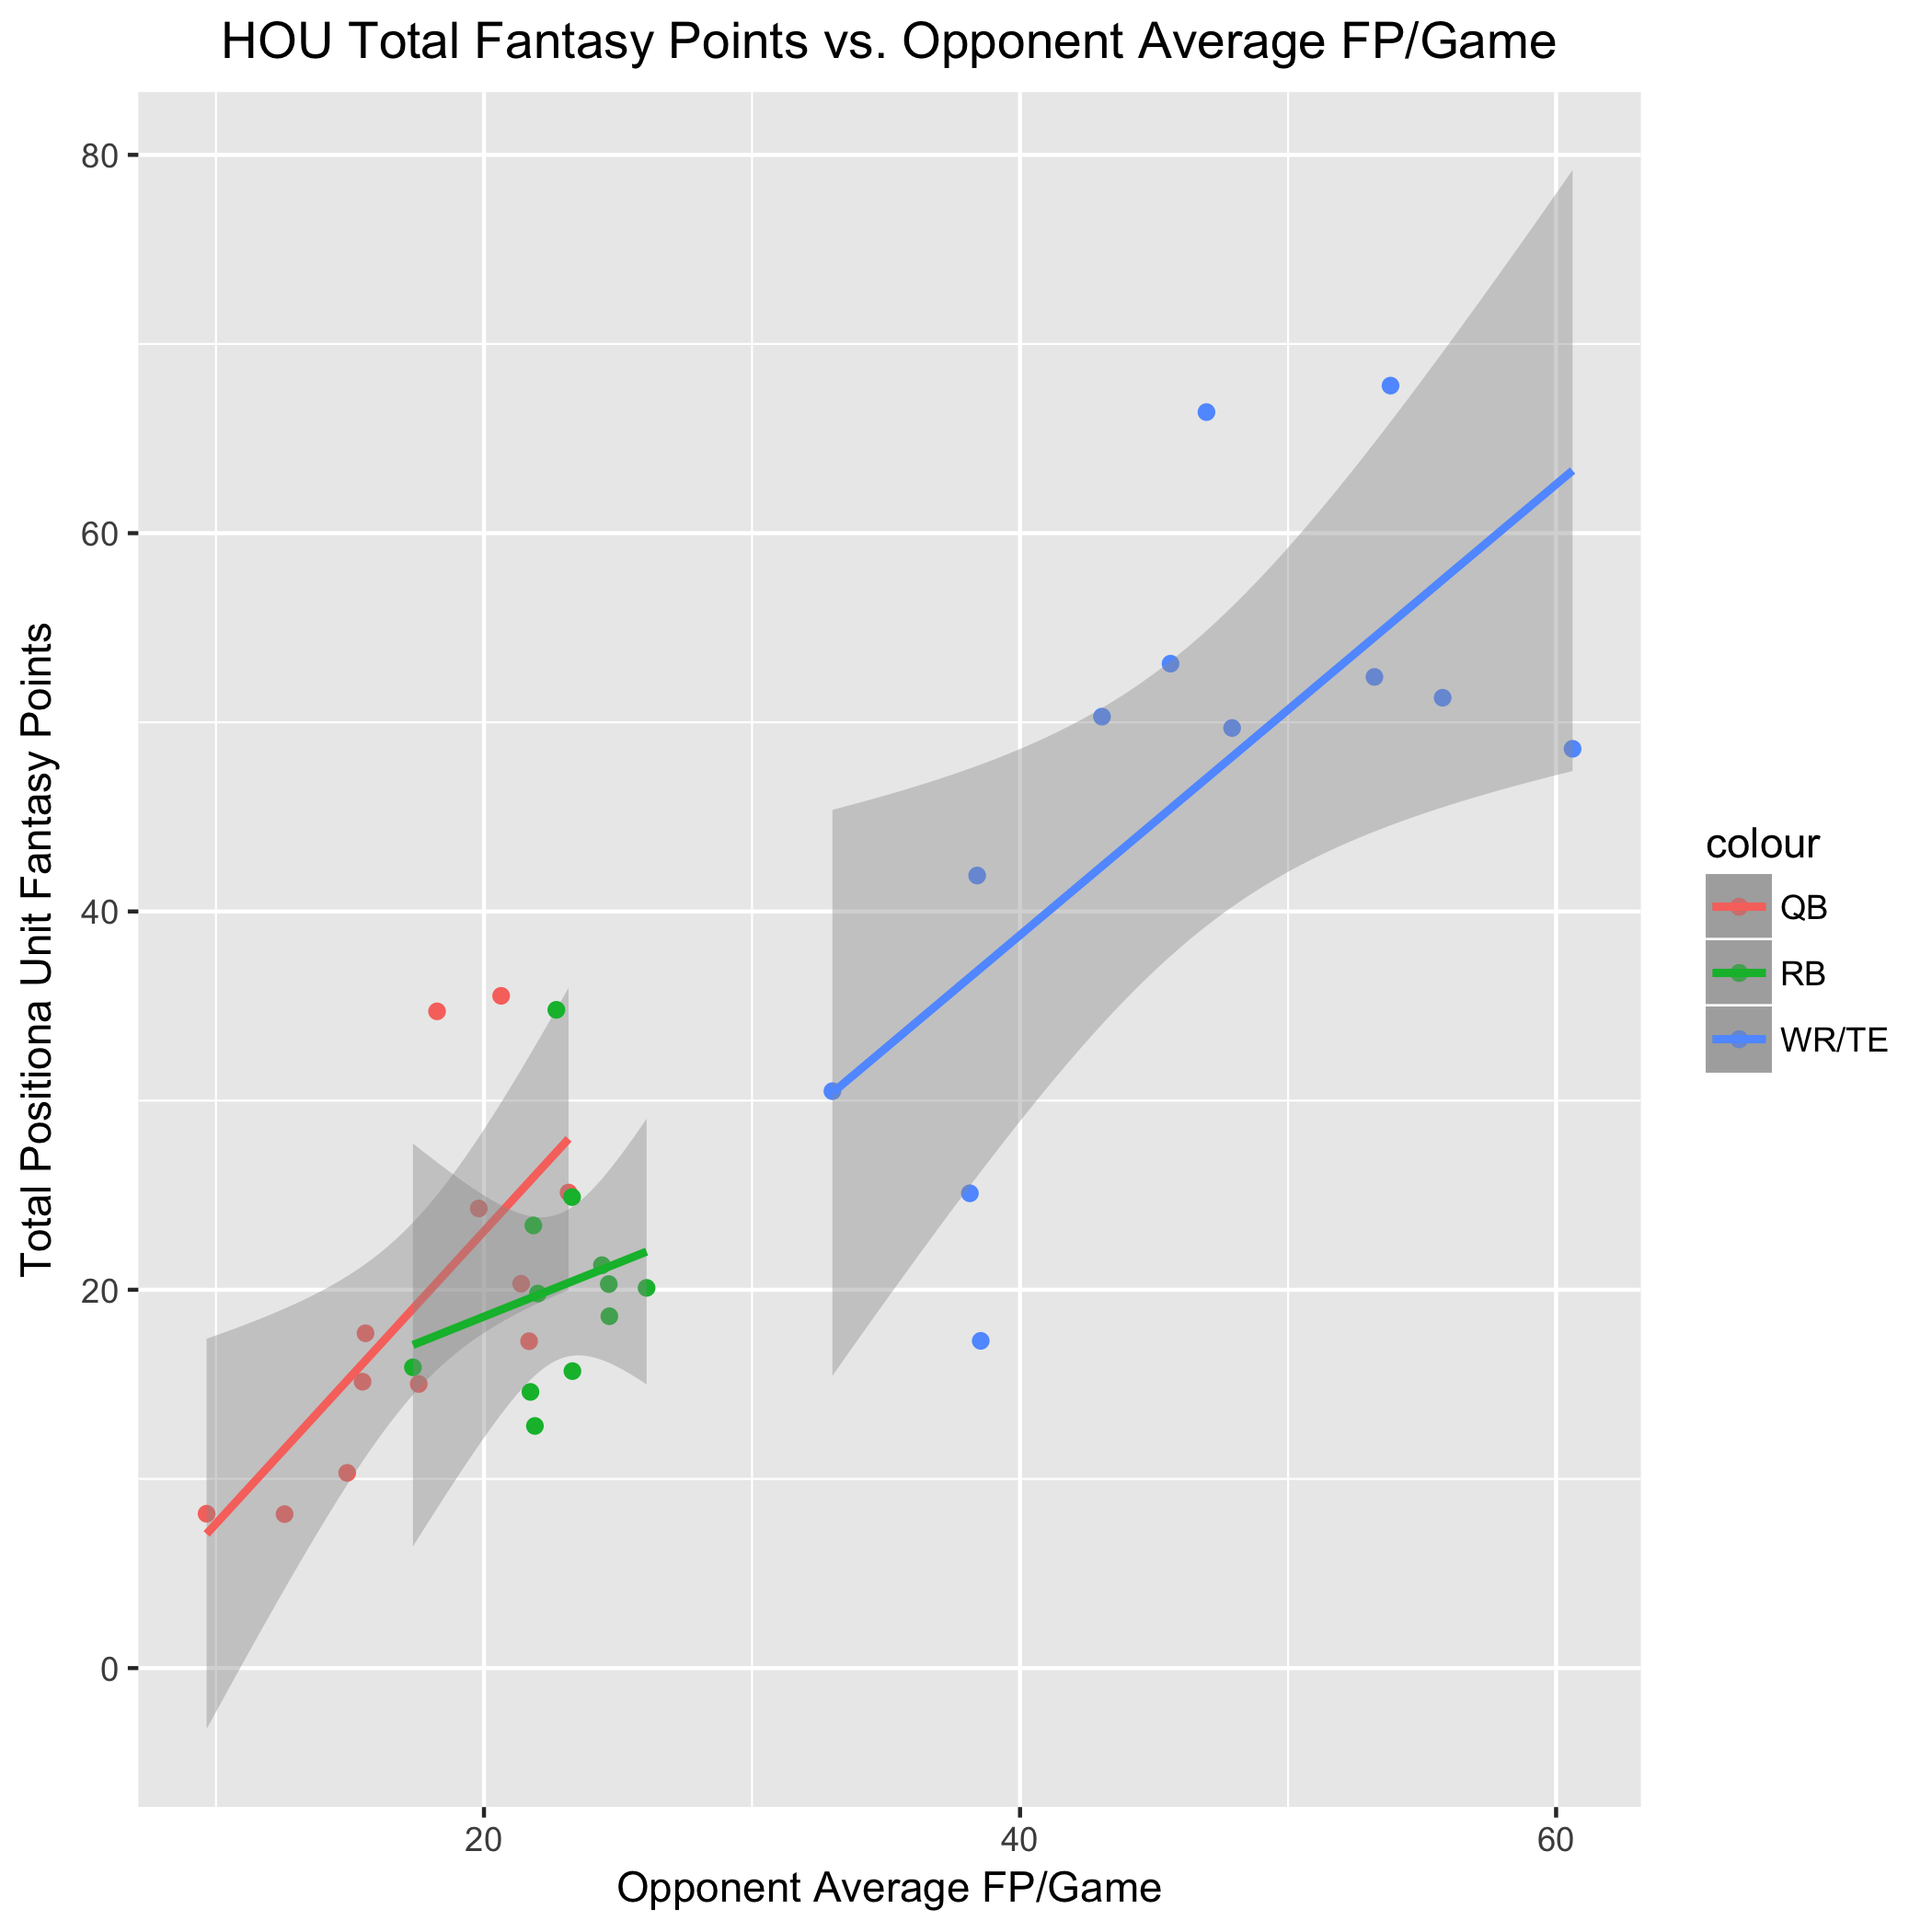 HOU Total Fantasy Points vs. Opponent Average FP/Game
Total Positiona Unit Fantasy Points
80
60
40
20
0
20
40
60
Opponent Average FP/Game
colour
QB
RB
WR/TE